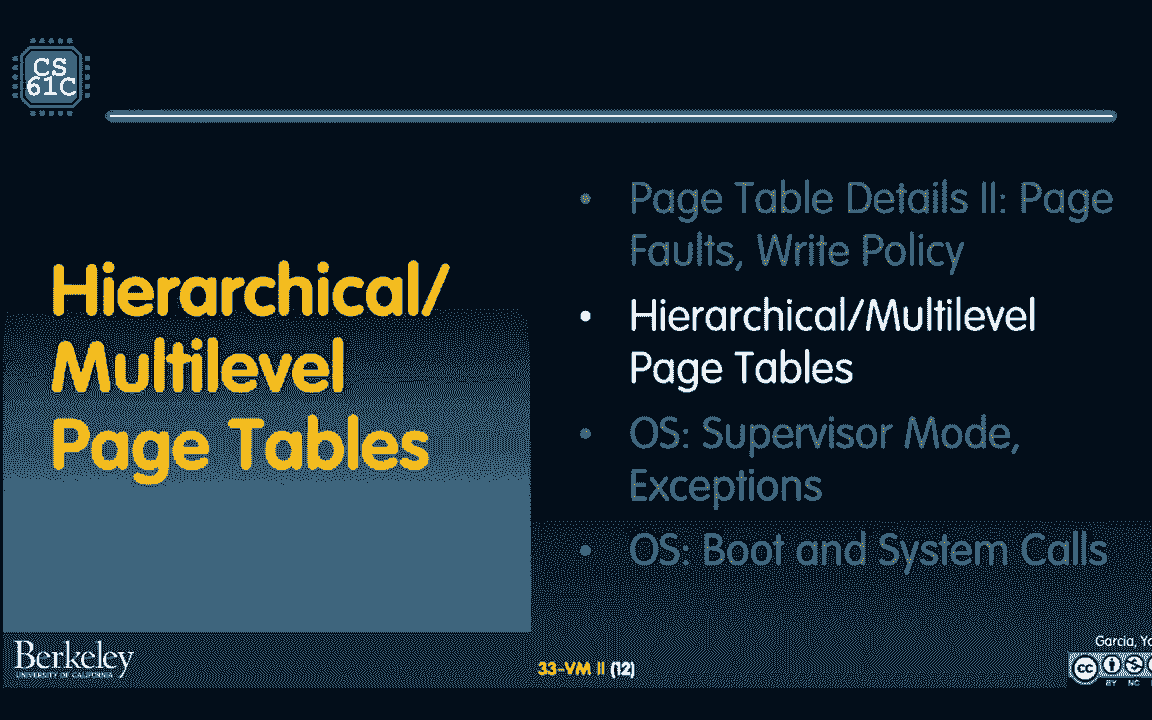 CS
61C
Hierarchical/
Multilevel
Page Tables
• Page Table Details II: Page
Faults, Write Policy
• Hierarchical/Multilevel
Page Tables
• OS: Supervisor Mode,
Exceptions
• OS: Boot and System Calls
Berkeley
UNIVERSITY OF CALIFORNIA
33-VM II (12)
Garcia,
cc
BY NC